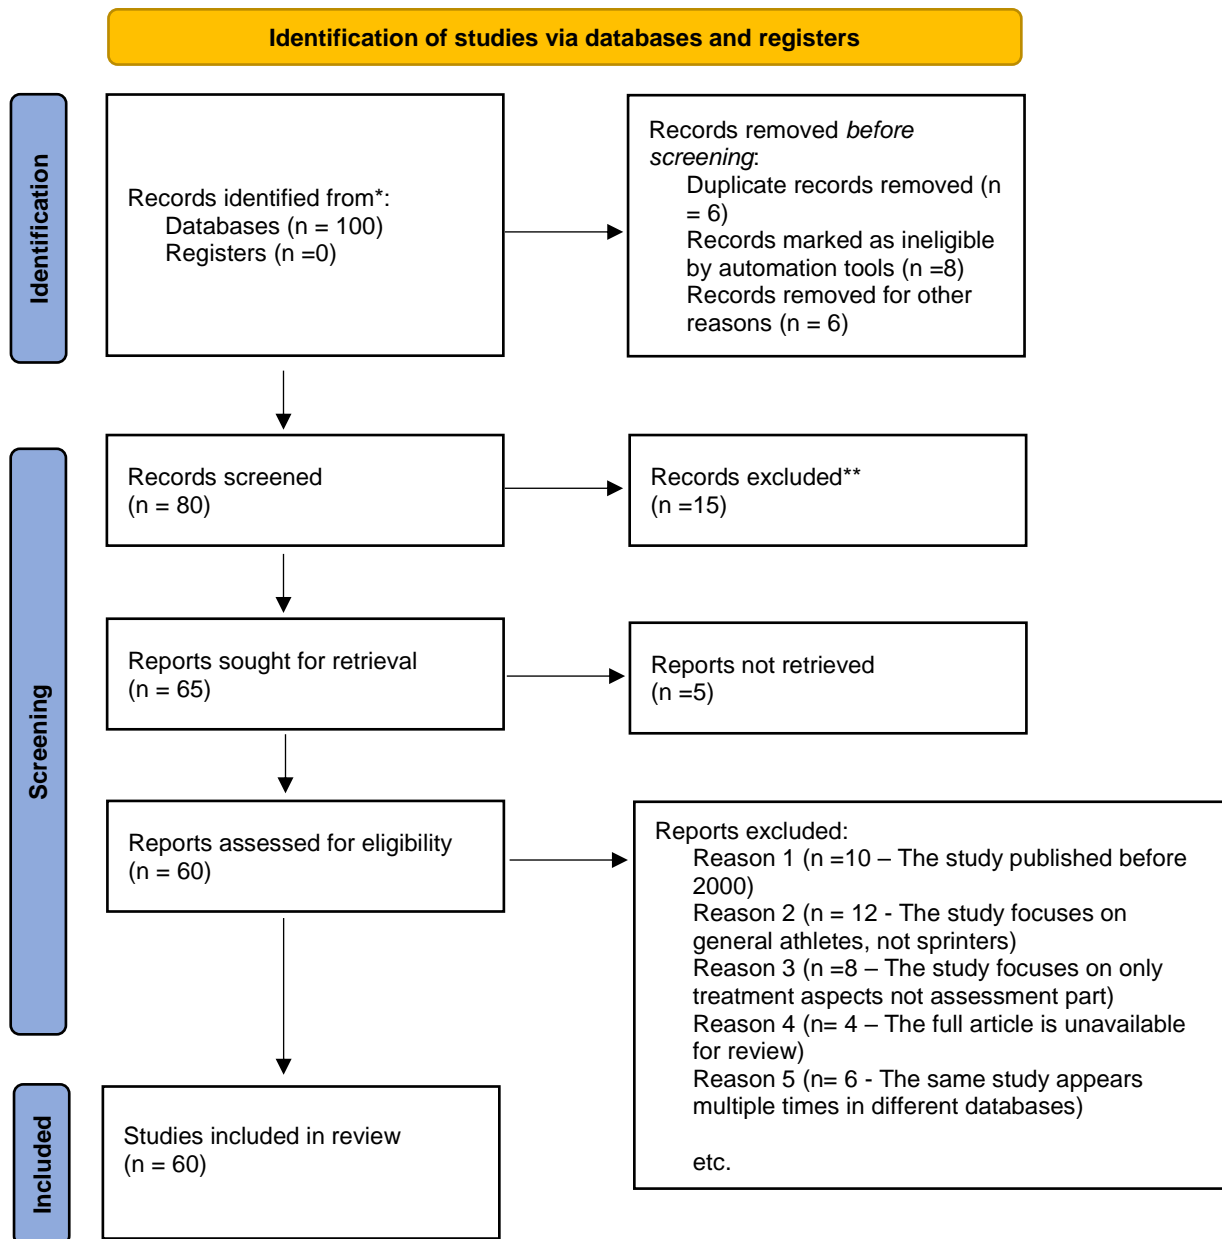 Identification of studies via databases and registers
Identification
Records identified from*:
Databases (n = 100)
Registers (n =0)
Records removed before
screening:
Duplicate records removed (n
= 6)
Records marked as ineligible
by automation tools (n =8)
Records removed for other
reasons (n = 6)
Screening
Records screened
(n = 80)
Records excluded**
(n =15)
Reports sought for retrieval
(n = 65)
Reports not retrieved
(n =5)
Reports assessed for eligibility
(n = 60)
Reports excluded:
Reason 1 (n =10 – The study published before
2000)
Reason 2 (n = 12 - The study focuses on
general athletes, not sprinters)
Reason 3 (n =8 – The study focuses on only
treatment aspects not assessment part)
Reason 4 (n= 4 – The full article is unavailable
for review)
Reason 5 (n= 6 - The same study appears
multiple times in different databases)
etc.
Included
Studies included in review
(n = 60)